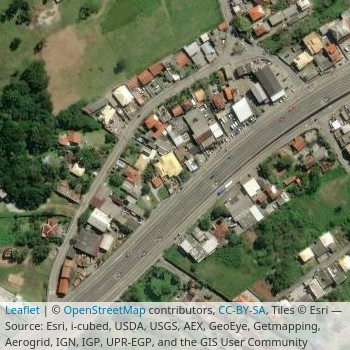 Leaflet | © OpenStreetMap contributors, CC-BY-SA, Tiles © Esri —
Source: Esri, i-cubed, USDA, USGS, AEX, GeoEye, Getmapping,
Aerogrid, IGN, IGP, UPR-EGP, and the GIS User Community